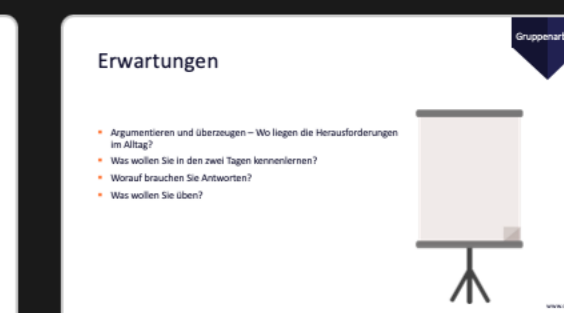 Gruppenarb
Erwartungen
Argumentieren und überzeugen – Wo liegen die Herausforderungen
im Alltag?
Was wollen Sie in den zwei Tagen kennenlernen?
Worauf brauchen Sie Antworten?
Was wollen Sie üben?